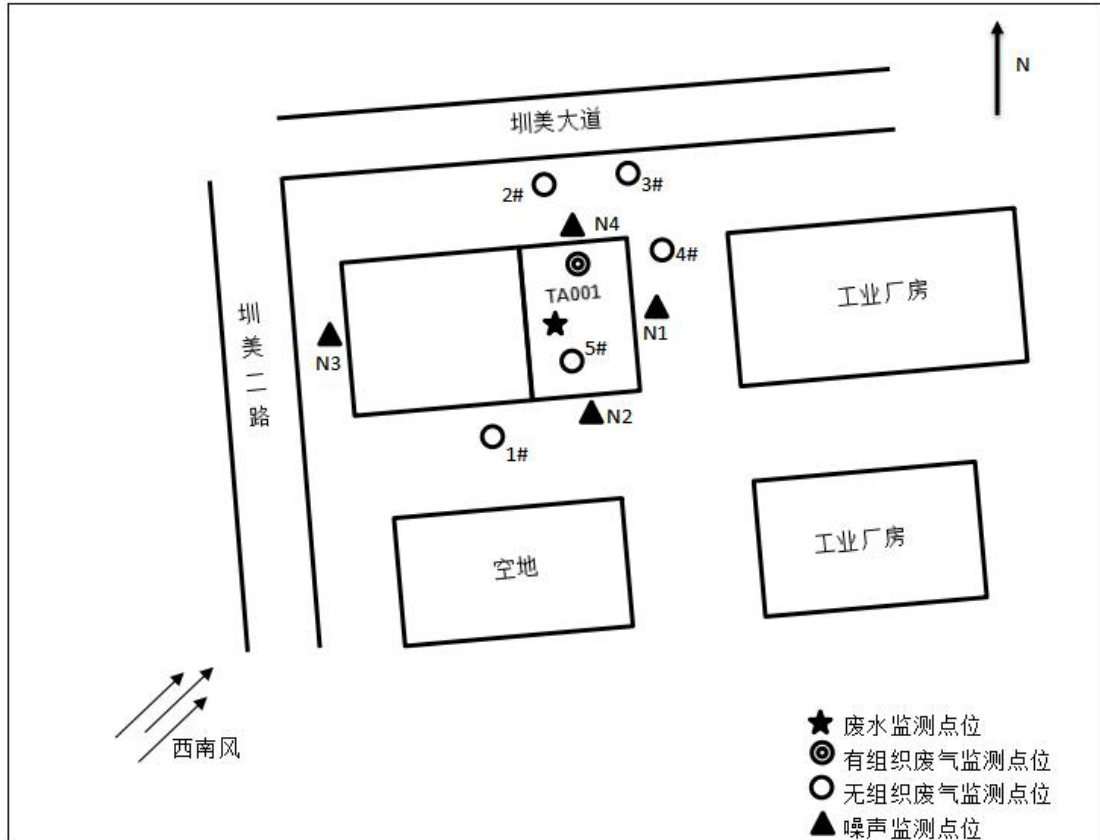 N
圳美大道
2#
3#
N4
4#
TA001
工业厂房
圳美二路
N3
N1
5#
N2
1#
空地
工业厂房
西南风
废水监测点位
有组织废气监测点位
无组织废气监测点位
噪声监测点位